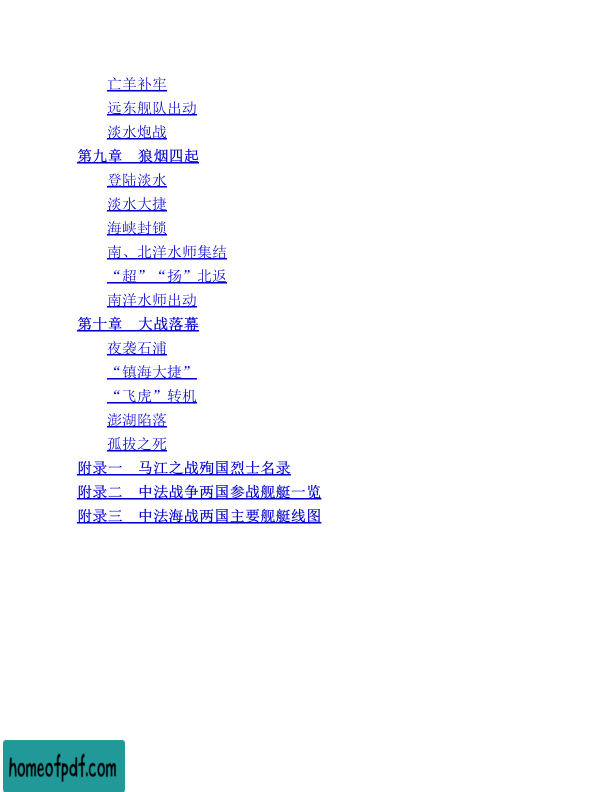 亡羊补牢
远东舰队出动
淡水炮战
第九章　狼烟四起
登陆淡水
淡水大捷
海峡封锁
南、北洋水师集结
“超”“扬”北返
南洋水师出动
第十章　大战落幕
夜袭石浦
“镇海大捷”
“飞虎”转机
澎湖陷落
孤拔之死
附录一　马江之战殉国烈士名录
附录二　中法战争两国参战舰艇一览
附录三　中法海战两国主要舰艇线图
homeofpdf.com